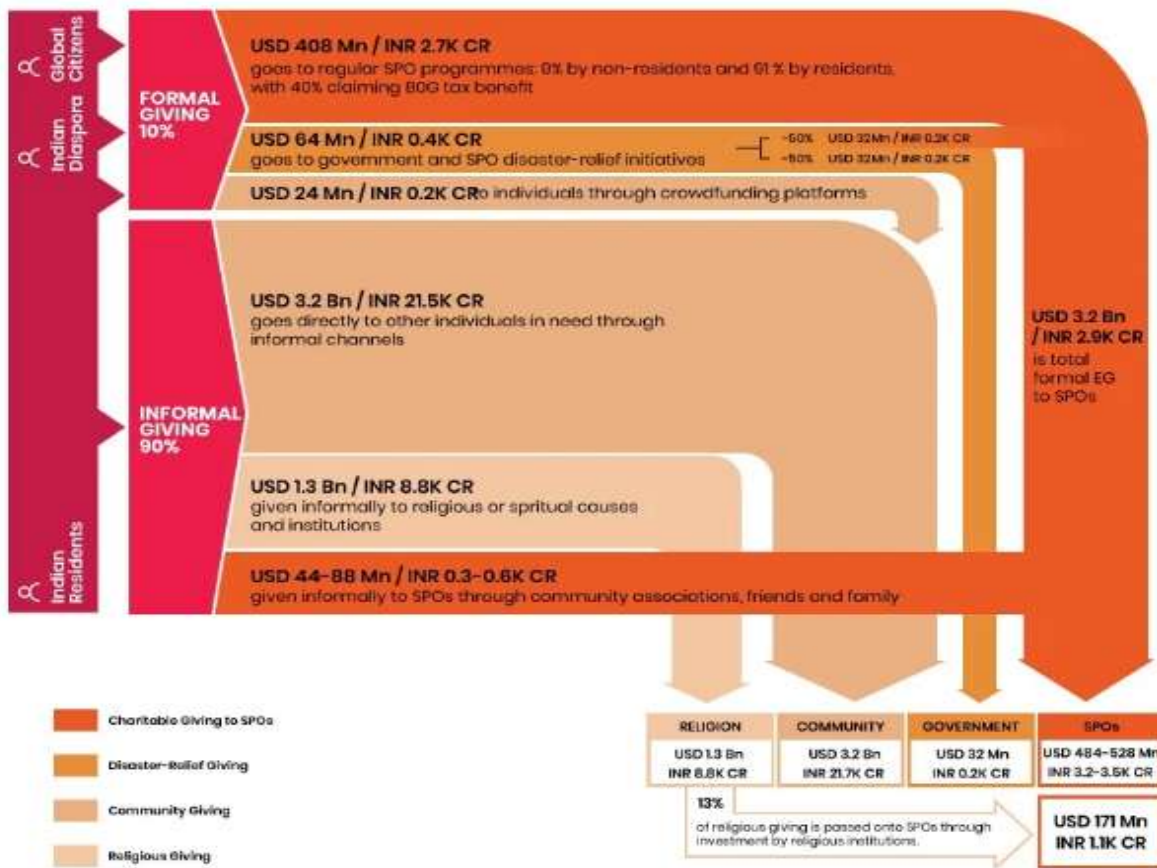 Global
Citizens
Indian
Diaspora
Indian
Residents
FORMAL
GIVING
10%
USD 408 Mn / INR 2.7K CR
goes to regular SPO programmes: 9% by non-residents and 91 % by residents,
with 40% claiming 80G tax benefit
USD 64 Mn / INR 0.4K CR
goes to government and SPO disaster-relief initiatives
~50% USD 32Mn / INR 0.2K CR
~50% USD 32Mn / INR 0.2K CR
USD 24 Mn / INR 0.2K CR
to individuals through crowdfunding platforms
INFORMAL
GIVING
90%
USD 3.2 Bn / INR 21.5K CR
goes directly to other individuals in need through
informal channels
USD 1.3 Bn / INR 8.8K CR
given informally to religious or spritual causes
and institutions
USD 44-88 Mn / INR 0.3-0.6K CR
given informally to SPOs through community associations, friends and family
USD 3.2 Bn
/ INR 2.9K CR
is total
formal EG
to SPOs
Charitable Giving to SPOs
Disaster-Relief Giving
Community Giving
Religious Giving
RELIGION
USD 1.3 Bn
INR 8.8K CR
COMMUNITY
USD 3.2 Bn
INR 21.7K CR
GOVERNMENT
USD 32 Mn
INR 0.2K CR
SPOs
USD 484-528 Mn
INR 3.2-3.5K CR
13%
of religious giving is passed onto SPOs through
investment by religious institutions.
USD 171 Mn
INR 1.1K CR